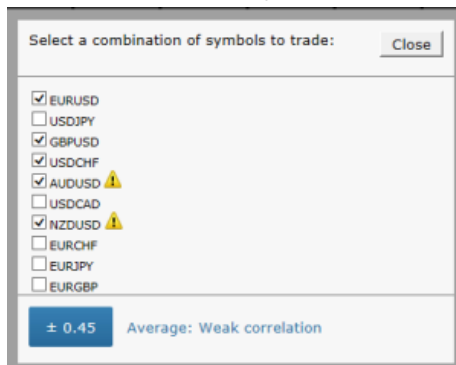 Select a combination of symbols to trade:
Close
EURUSD
USDJPY
GBPUSD
USDCHF
AUDUSD
USDCAD
NZDUSD
EURCHF
EURJPY
EURGBP
± 0.45
Average: Weak correlation